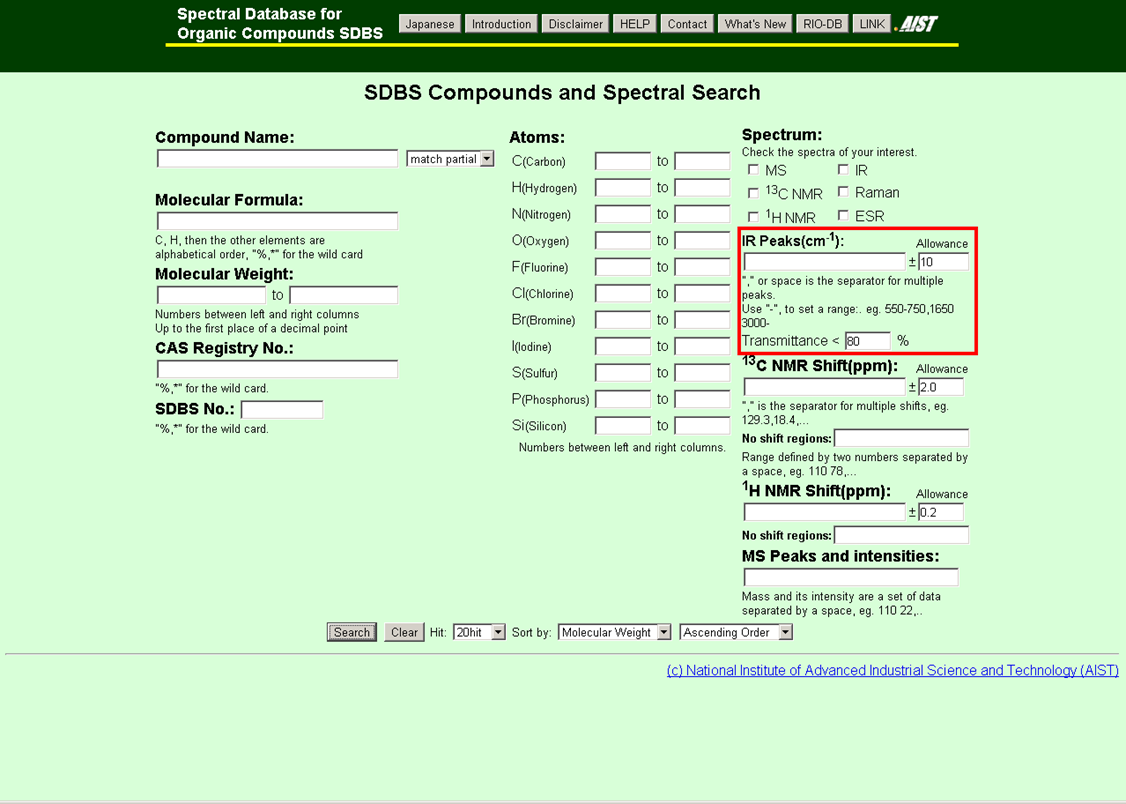 Spectral Database for
Organic Compounds SDBS
Japanese Introduction Disclaimer HELP Contact What's New RIO-DB LINK AIST
SDBS Compounds and Spectral Search
Compound Name:
match partial
Molecular Formula:
C, H, then the other elements are
alphabetical order, "%,*" for the wild card
Molecular Weight:
to
Numbers between left and right columns
Up to the first place of a decimal point
CAS Registry No.:
"%,*" for the wild card.
SDBS No.:
"%,*" for the wild card.
Atoms:
C(Carbon) to
H(Hydrogen) to
N(Nitrogen) to
O(Oxygen) to
F(Fluorine) to
Cl(Chlorine) to
Br(Bromine) to
I(Iodine) to
S(Sulfur) to
P(Phosphorus) to
Si(Silicon) to
Numbers between left and right columns.
Spectrum:
Check the spectra of your interest.
MS IR
13C NMR Raman
1H NMR ESR
IR Peaks(cm-1): Allowance
± 10
"," or space is the separator for multiple
peaks.
Use "-", to set a range:. eg. 550-750,1650
3000-
Transmittance < 80 %
13C NMR Shift(ppm): Allowance
± 2.0
"," is the separator for multiple shifts, eg.
129.3,18.4,...
No shift regions:
Range defined by two numbers separated by
a space, eg. 110 78,...
1H NMR Shift(ppm): Allowance
± 0.2
No shift regions:
MS Peaks and intensities:
Mass and its intensity are a set of data
separated by a space, eg. 110 22,..
Search Clear Hit: 20hit Sort by: Molecular Weight Ascending Order
(c) National Institute of Advanced Industrial Science and Technology (AIST)